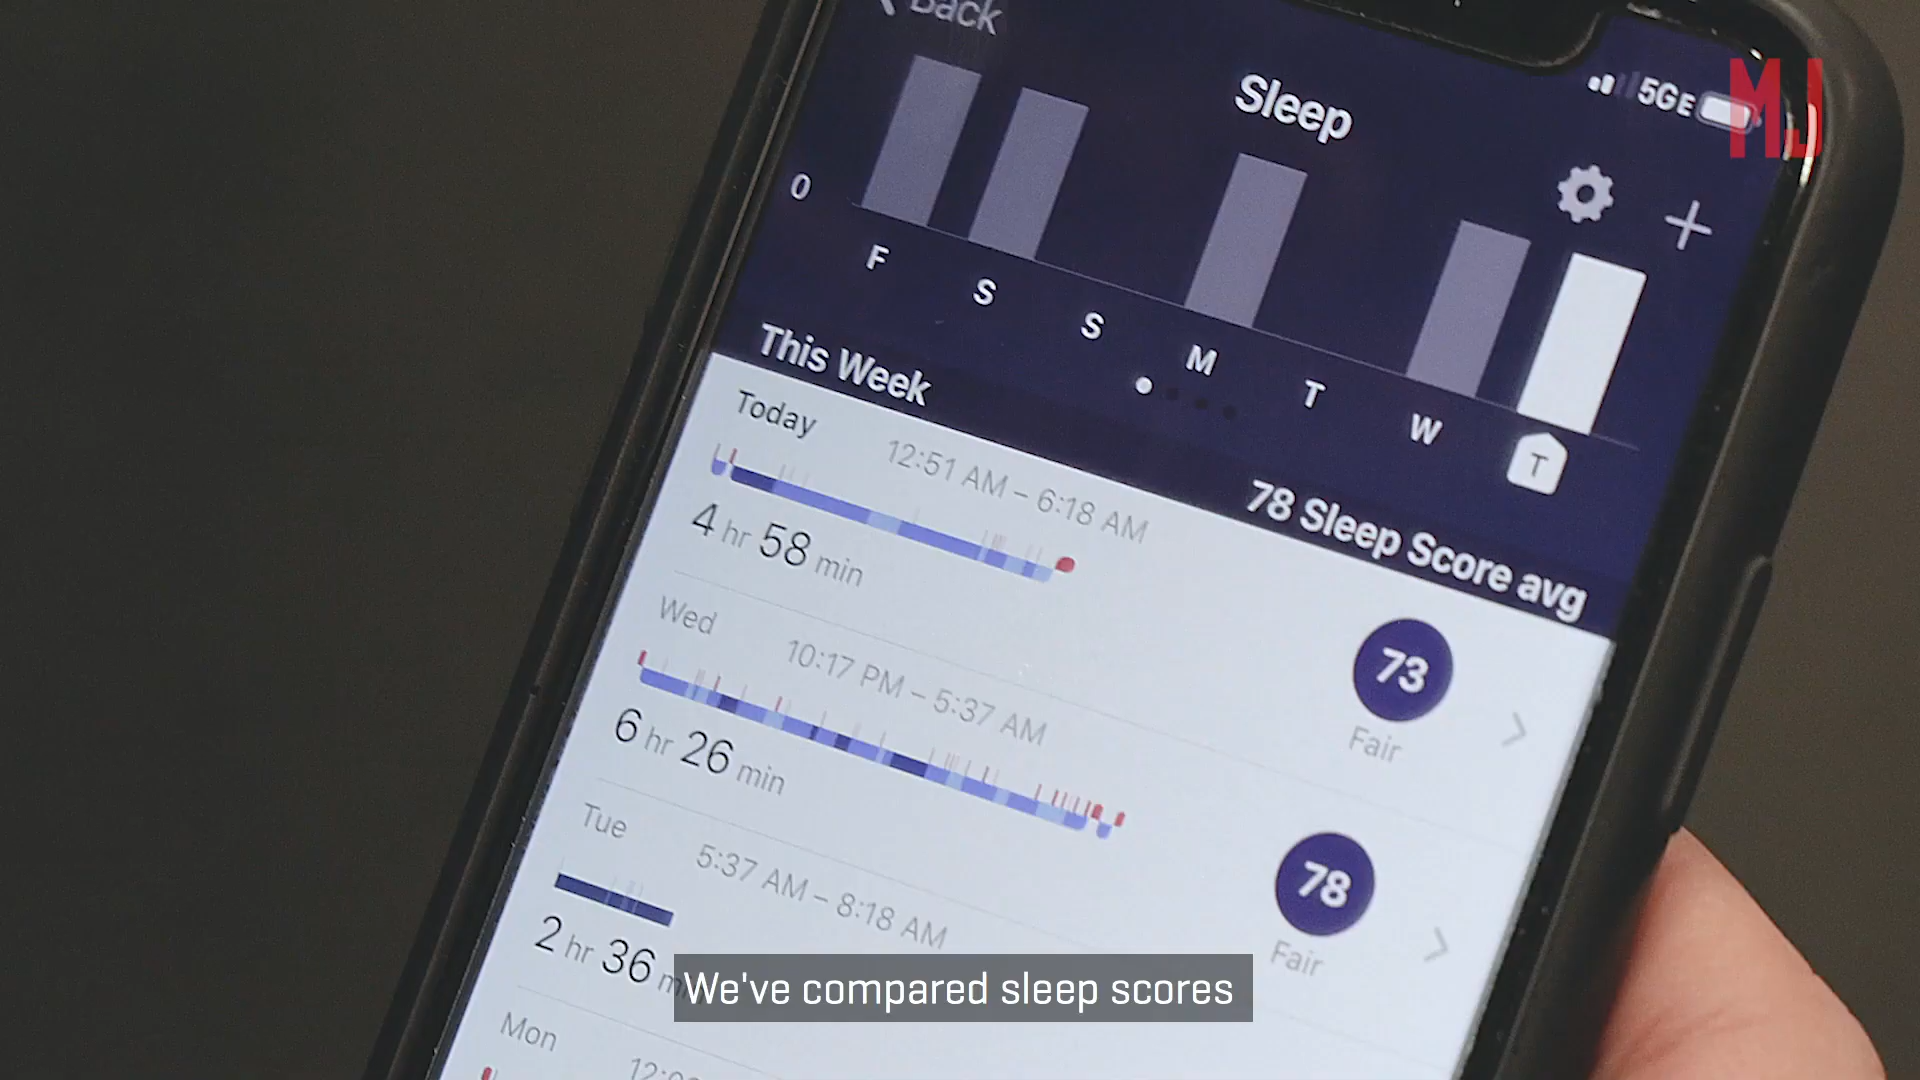 Back
Sleep
5GE
MJ
0
F S S M T W T
This Week
78 Sleep Score avg
Today
12:51 AM – 6:18 AM
4 hr 58 min
73
Fair
Wed
10:17 PM – 5:37 AM
6 hr 26 min
78
Fair
Tue
5:37 AM – 8:18 AM
2 hr 36
We've compared sleep scores
Mon